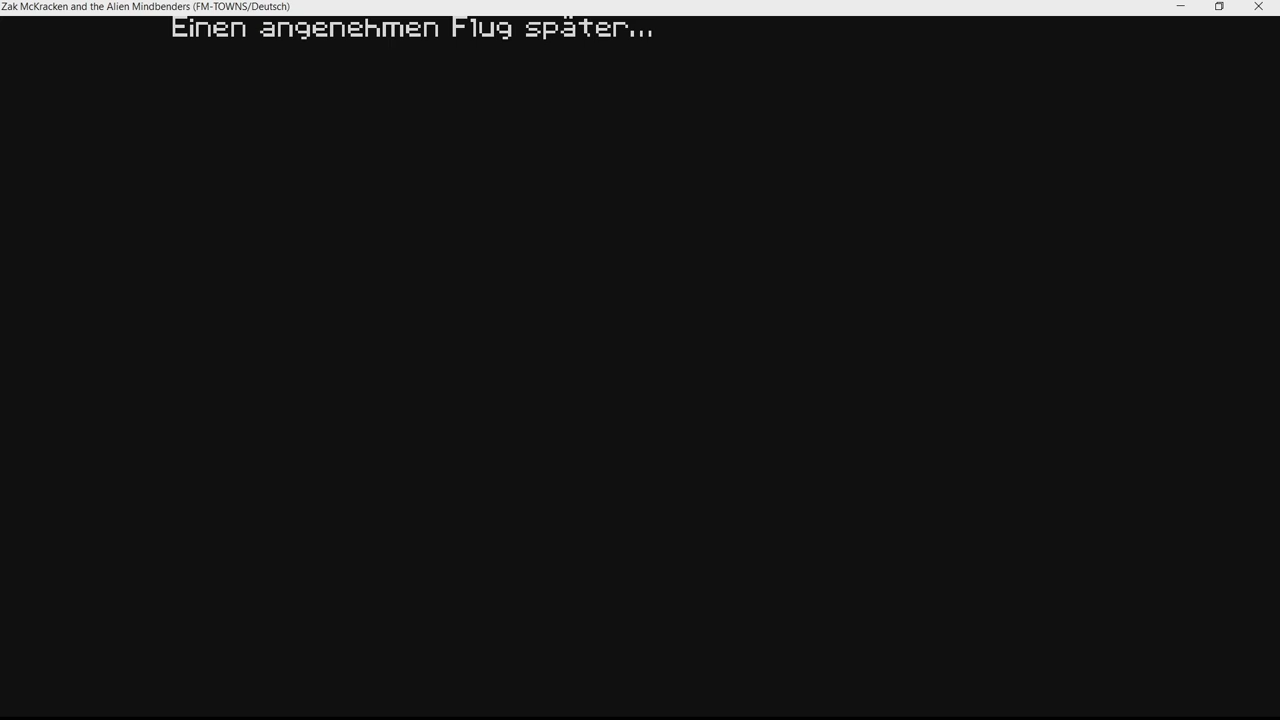 Zak McKracken and the Alien Mindbenders (FM-TOWNS/Deutsch)
Einen angenehmen Flug später...